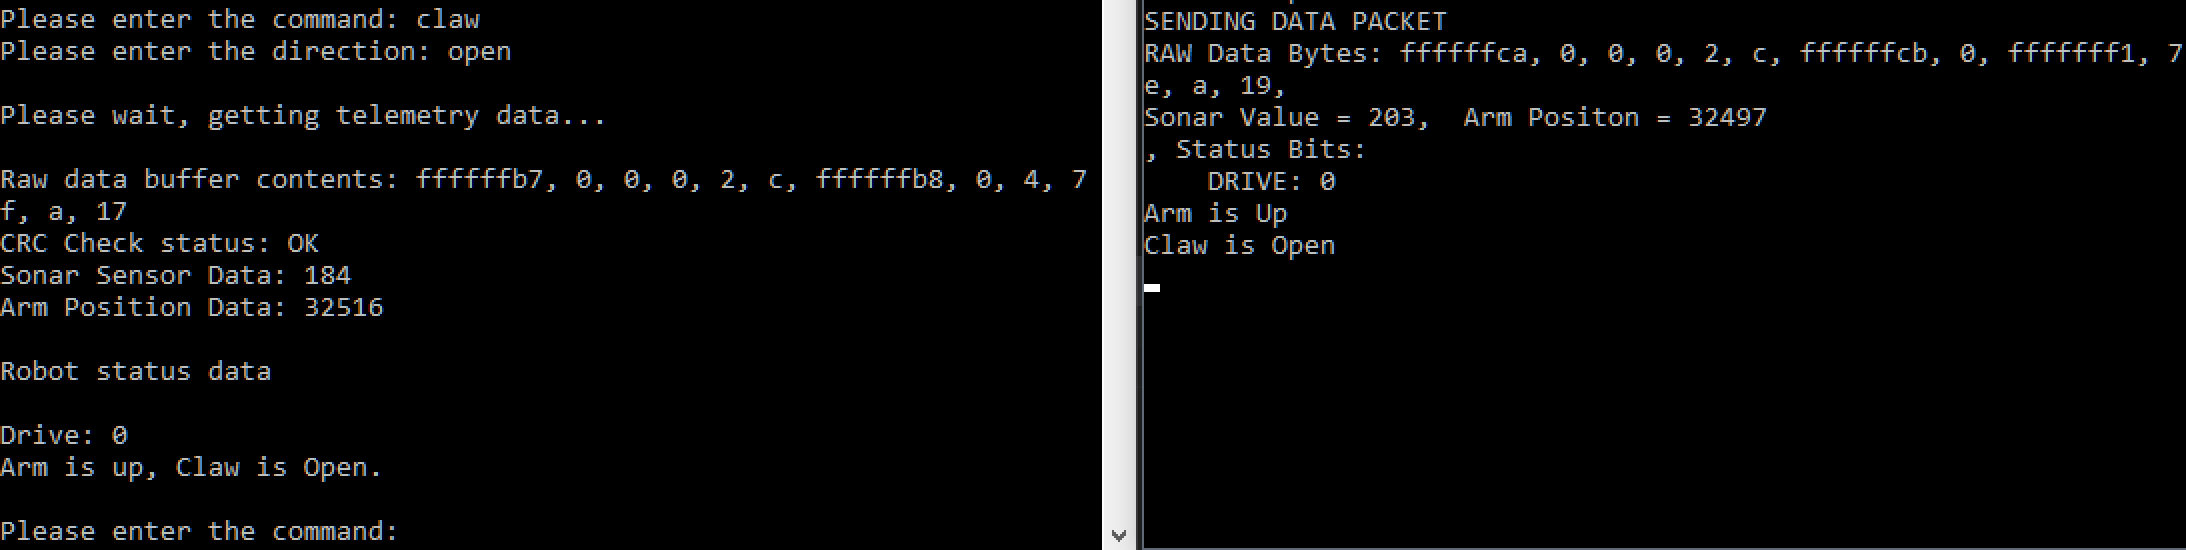 Please enter the command: claw
Please enter the direction: open
Please wait, getting telemetry data...
Raw data buffer contents: ffffffb7, 0, 0, 0, 2, c, ffffffb8, 0, 4, 7
f, a, 17
CRC Check status: OK
Sonar Sensor Data: 184
Arm Position Data: 32516
Robot status data
Drive: 0
Arm is up, Claw is Open.
Please enter the command:
SENDING DATA PACKET
RAW Data Bytes: ffffffca, 0, 0, 0, 2, c, ffffffcb, 0, fffffff1, 7
e, a, 19,
Sonar Value = 203,  Arm Positon = 32497
, Status Bits:
    DRIVE: 0
Arm is Up
Claw is Open